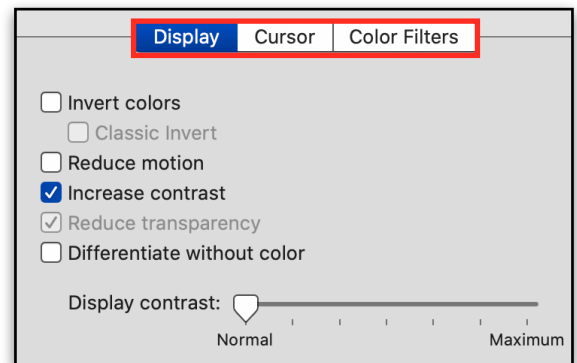 Display Cursor Color Filters
Invert colors
Classic Invert
Reduce motion
Increase contrast
Reduce transparency
Differentiate without color
Display contrast:
Normal Maximum